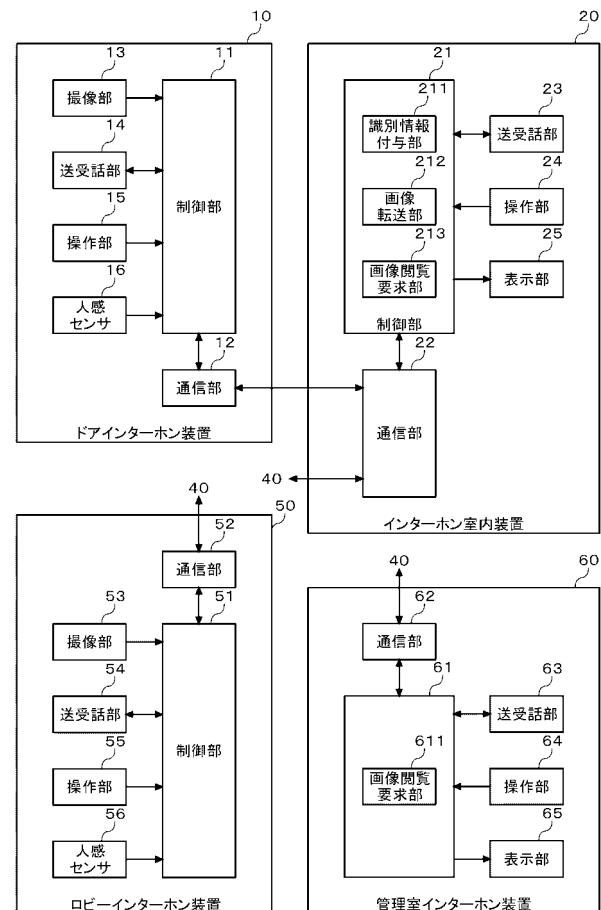 10
13
11
撮像部
14
送受話部
15
制御部
操作部
16
人感
センサ
12
通信部
ドアインターホン装置
20
21
211
23
識別情報
付与部
送受話部
212
24
画像
転送部
操作部
213
25
画像閲覧
要求部
表示部
制御部
22
通信部
40
インターホン室内装置
40
50
52
通信部
53
51
撮像部
54
送受話部
制御部
55
操作部
56
人感
センサ
ロビーインターホン装置
40
60
62
通信部
61
63
送受話部
611
64
画像閲覧
要求部
操作部
65
表示部
管理室インターホン装置